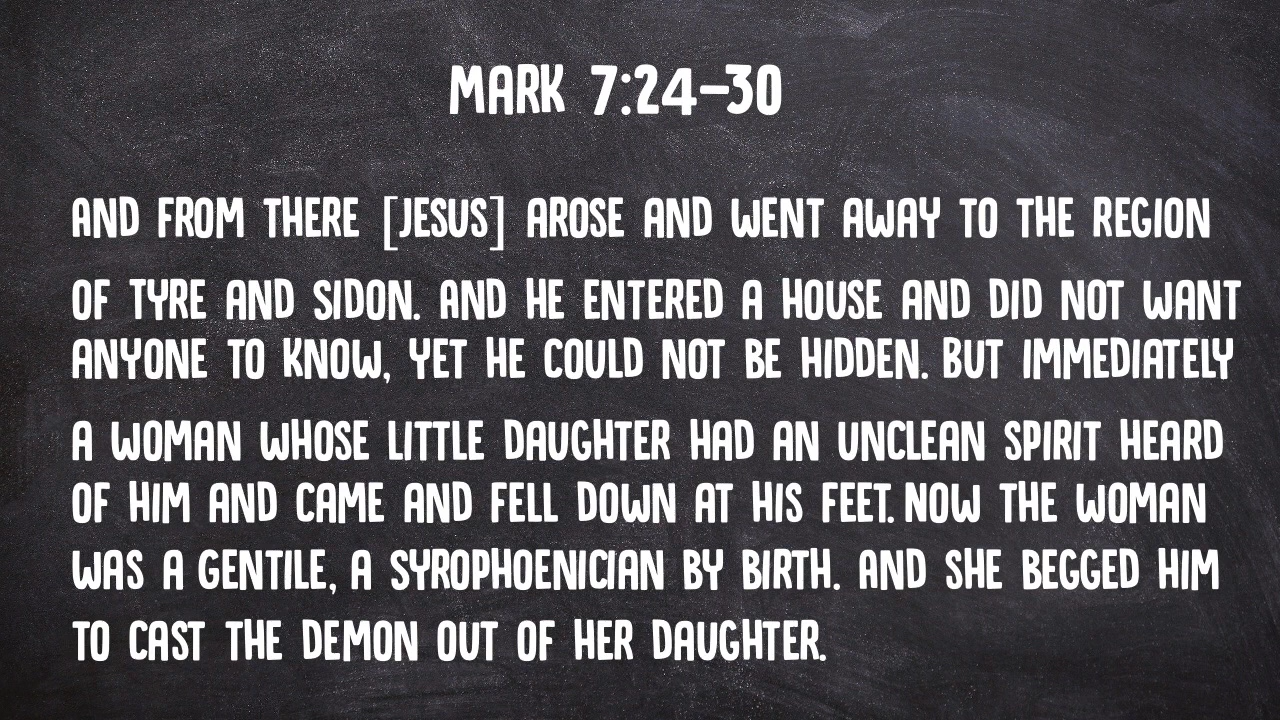 MARK 7:24–30
AND FROM THERE [JESUS] AROSE AND WENT AWAY TO THE REGION
OF TYRE AND SIDON. AND HE ENTERED A HOUSE AND DID NOT WANT
ANYONE TO KNOW, YET HE COULD NOT BE HIDDEN. BUT IMMEDIATELY
A WOMAN WHOSE LITTLE DAUGHTER HAD AN UNCLEAN SPIRIT HEARD
OF HIM AND CAME AND FELL DOWN AT HIS FEET. NOW THE WOMAN
WAS A GENTILE, A SYROPHOENICIAN BY BIRTH. AND SHE BEGGED HIM
TO CAST THE DEMON OUT OF HER DAUGHTER.